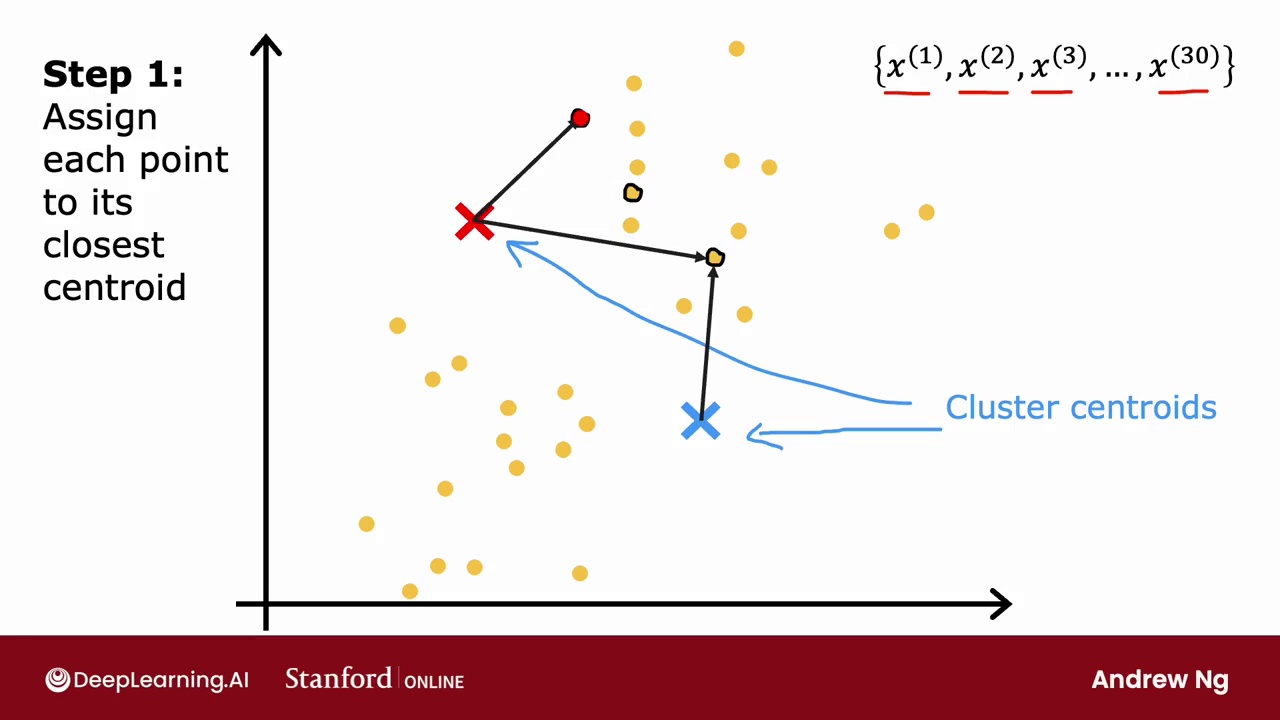 Step 1:
Assign
each point
to its
closest
centroid
{x^(1), x^(2), x^(3), ..., x^(30)}
Cluster centroids
DeepLearning.AI
Stanford | ONLINE
Andrew Ng